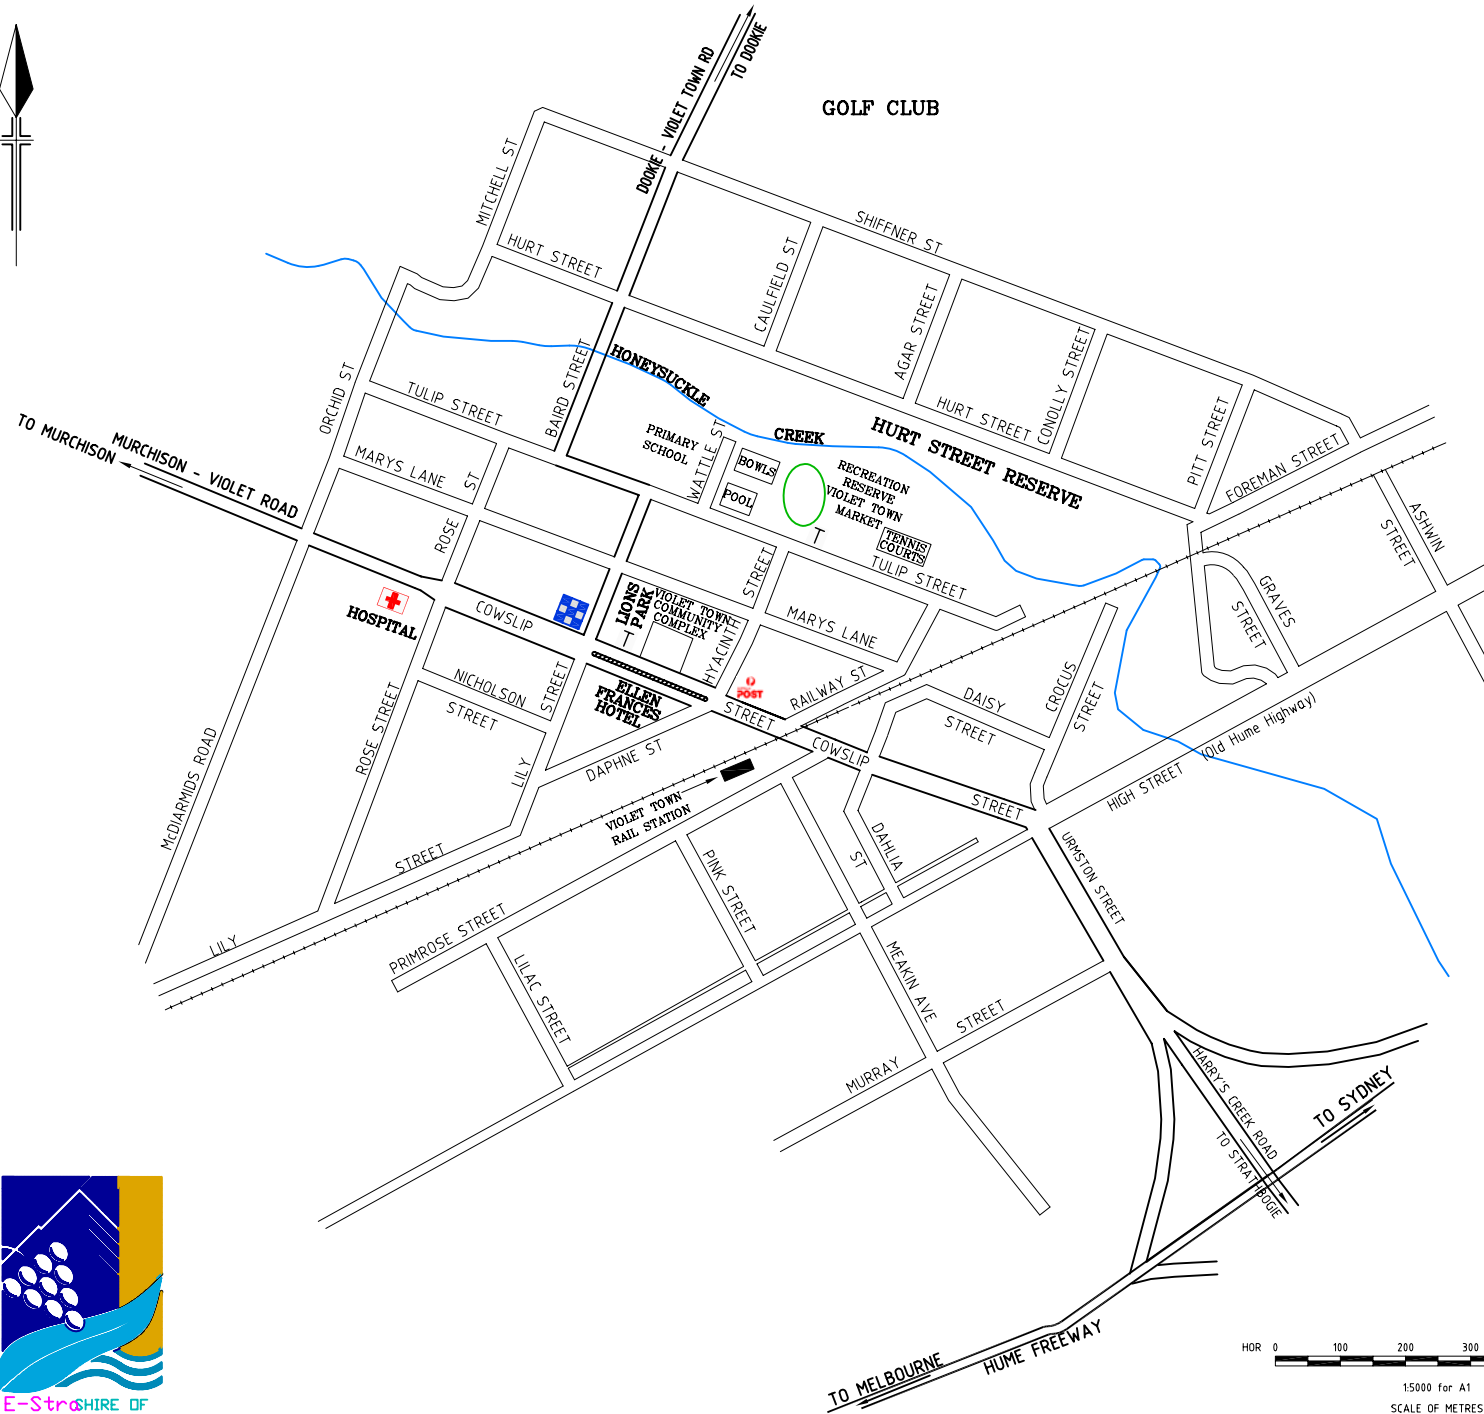 TO DOOKIE
DOOKIE - VIOLET TOWN RD
GOLF CLUB
MITCHELL ST
SHIFFNER ST
HURT STREET
CAULFIELD ST
AGAR STREET
CONOLLY STREET
HURT STREET
PITT STREET
FOREMAN STREET
HONEYSUCKLE
CREEK
HURT STREET RESERVE
ORCHID ST
TULIP STREET
BAIRD STREET
TO MURCHISON
MURCHISON - VIOLET ROAD
MARYS LANE
ROSE
ST
PRIMARY
SCHOOL
WATTLE ST
BOWLS
POOL
RECREATION
RESERVE
VIOLET TOWN
MARKET
TENNIS
COURTS
TULIP STREET
ASHWIN
STREET
GRAVES
STREET
HOSPITAL
COWSLIP
LIONS
PARK
VIOLET TOWN
COMMUNITY
COMPLEX
HYACINTH
STREET
MARYS LANE
RAILWAY ST
POST
NICHOLSON
STREET
ELLEN
FRANCES
HOTEL
STREET
LILY
STREET
DAPHNE ST
COWSLIP
STREET
DAISY
STREET
CROCUS
STREET
HIGH STREET
(Old Hume Highway)
McDIARMIDS ROAD
ROSE STREET
VIOLET TOWN
RAIL STATION
LILY
STREET
PRIMROSE STREET
LILAC STREET
PINK STREET
DAHLIA
ST
URMSTON STREET
MEAKIN AVE
MURRAY
STREET
HARRY'S CREEK ROAD
TO STRATHBOGIE
TO SYDNEY
HUME FREEWAY
TO MELBOURNE
HOR 0 100 200 300
1:5000 for A1
SCALE OF METRES
E-Stra
SHIRE OF